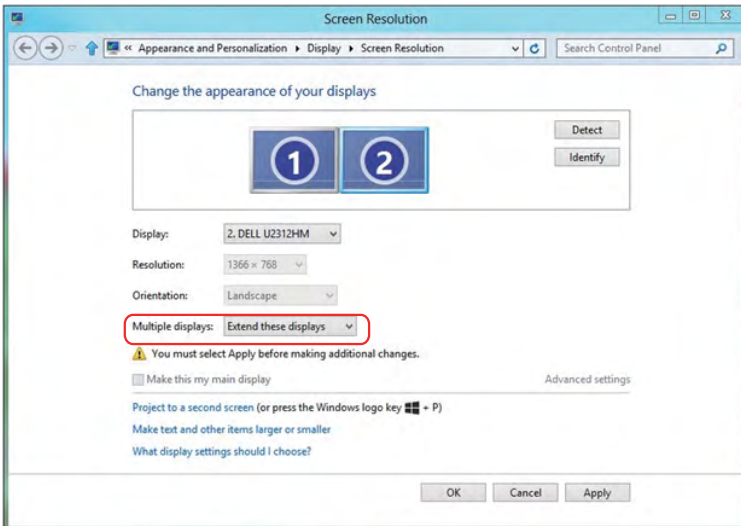 Screen Resolution
« Appearance and Personalization ▸ Display ▸ Screen Resolution
Search Control Panel
Change the appearance of your displays
1 2
Detect
Identify
Display: 2. DELL U2312HM
Resolution: 1366 × 768
Orientation: Landscape
Multiple displays: Extend these displays
You must select Apply before making additional changes.
Make this my main display Advanced settings
Project to a second screen (or press the Windows logo key + P)
Make text and other items larger or smaller
What display settings should I choose?
OK Cancel Apply